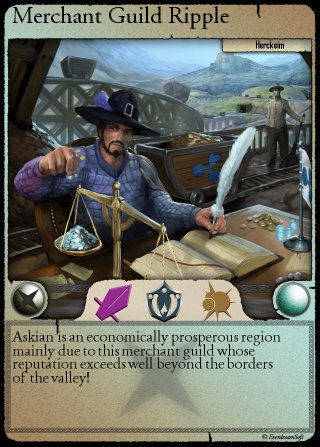 Merchant Guild Ripple
Herckeim
Askian is an economically prosperous region
mainly due to this merchant guild whose
reputation exceeds well beyond the borders
of the valley!
© EverdreamSoft